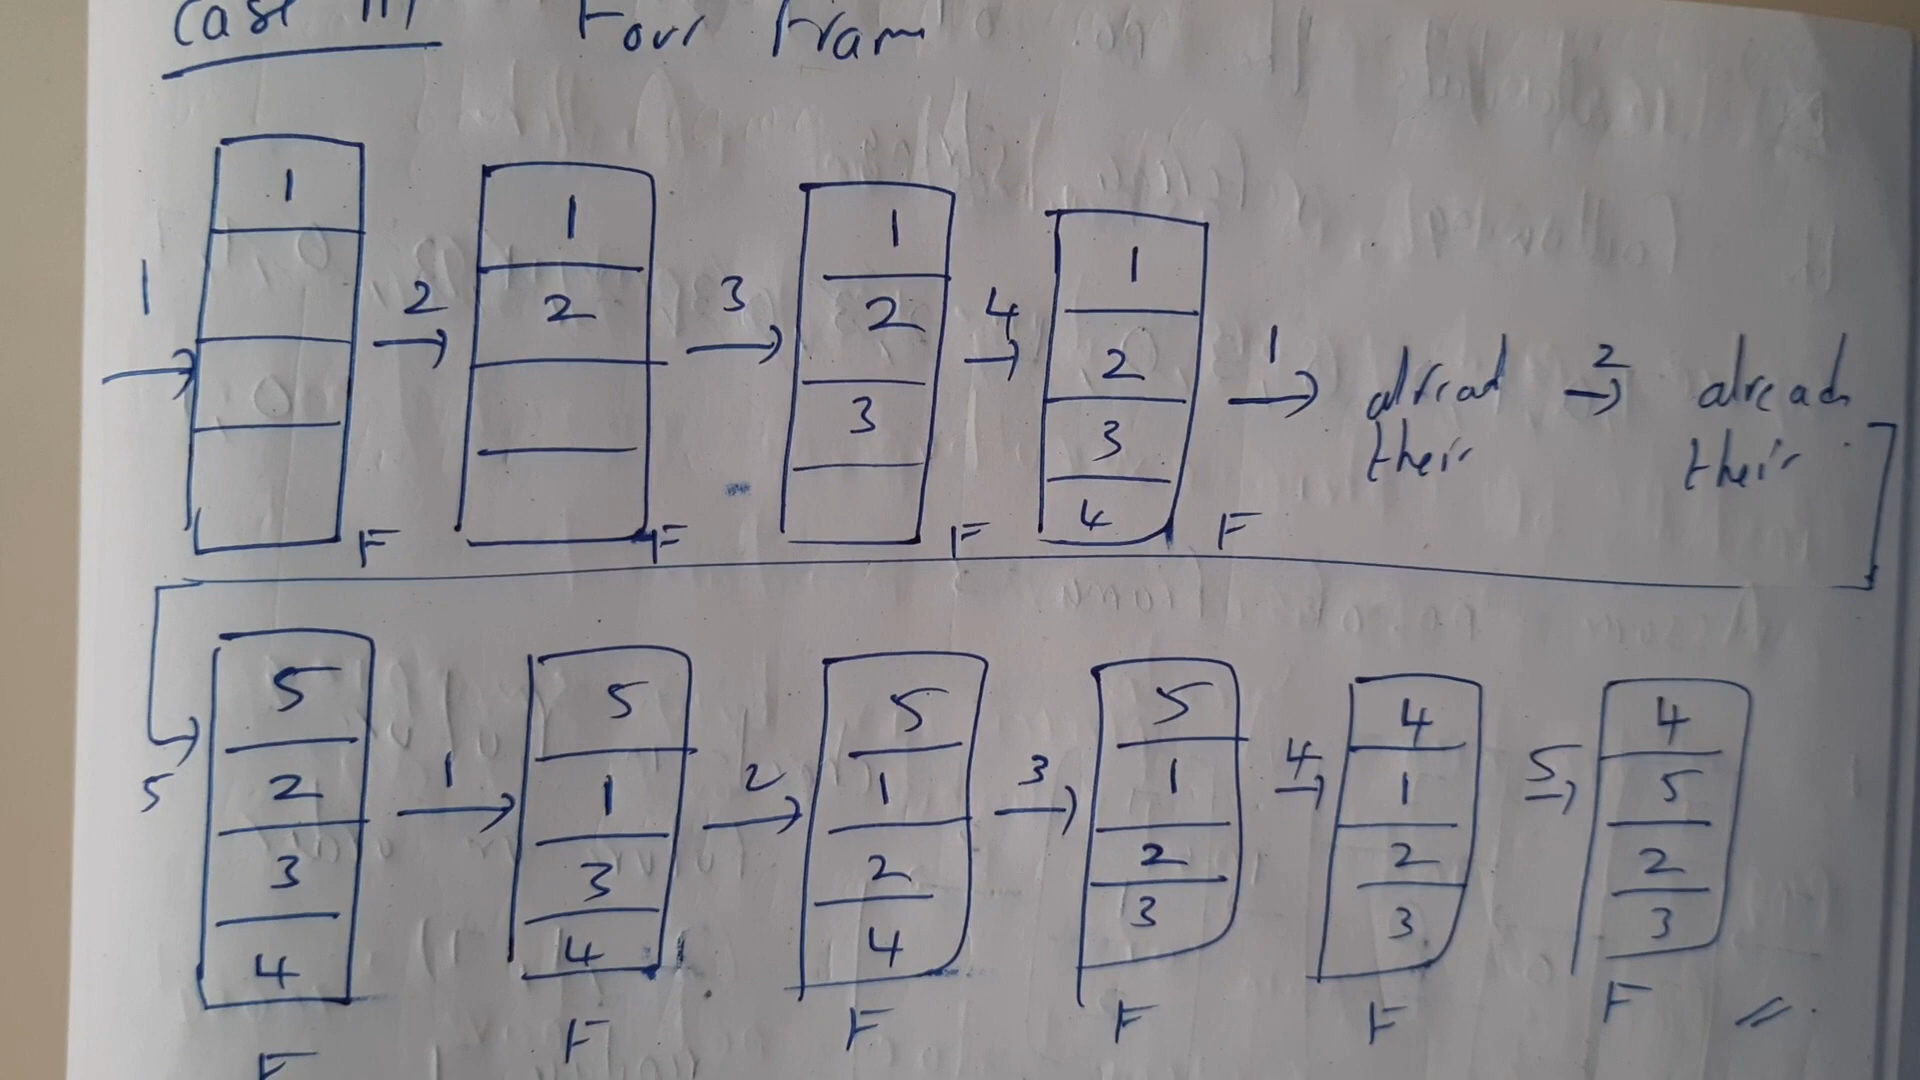 Case III Four Fram
1 1 F
2 1 2 F
3 1 2 3 F
4 1 2 3 4 F
1 alread their
2 alread their
5 5 2 3 4 F
1 5 1 3 4 F
2 5 1 2 4 F
3 5 1 2 3 F
4 4 1 2 3 F
5 4 5 2 3 F